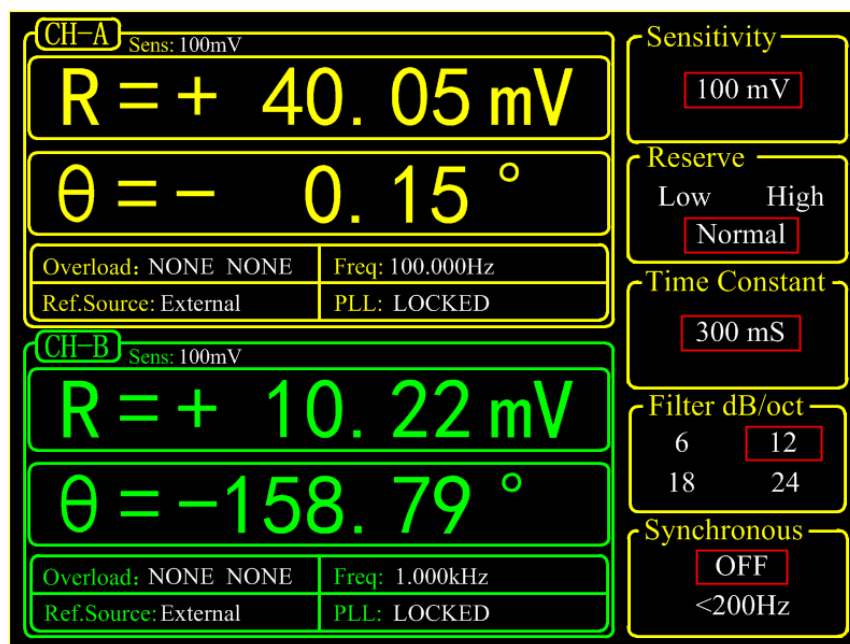 CH-A Sens: 100mV
R = + 40. 05 mV
θ = - 0. 15 °
Overload: NONE NONE Freq: 100.000Hz
Ref.Source: External PLL: LOCKED
CH-B Sens: 100mV
R = + 10. 22 mV
θ = -158. 79 °
Overload: NONE NONE Freq: 1.000kHz
Ref.Source: External PLL: LOCKED
Sensitivity
100 mV
Reserve
Low High
Normal
Time Constant
300 mS
Filter dB/oct
6 12
18 24
Synchronous
OFF
<200Hz